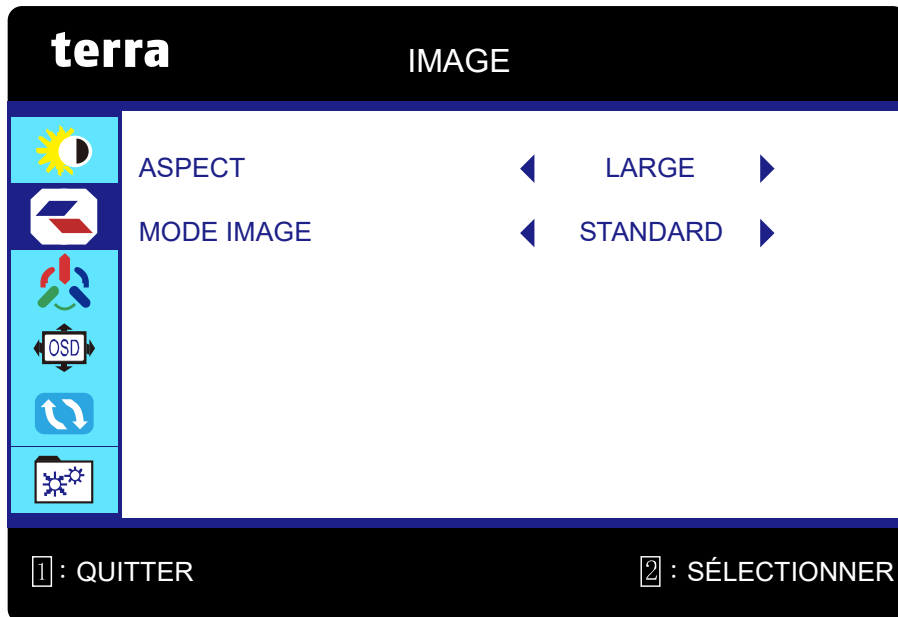 terra
IMAGE
ASPECT LARGE
MODE IMAGE STANDARD
OSD
1 : QUITTER
2 : SÉLECTIONNER